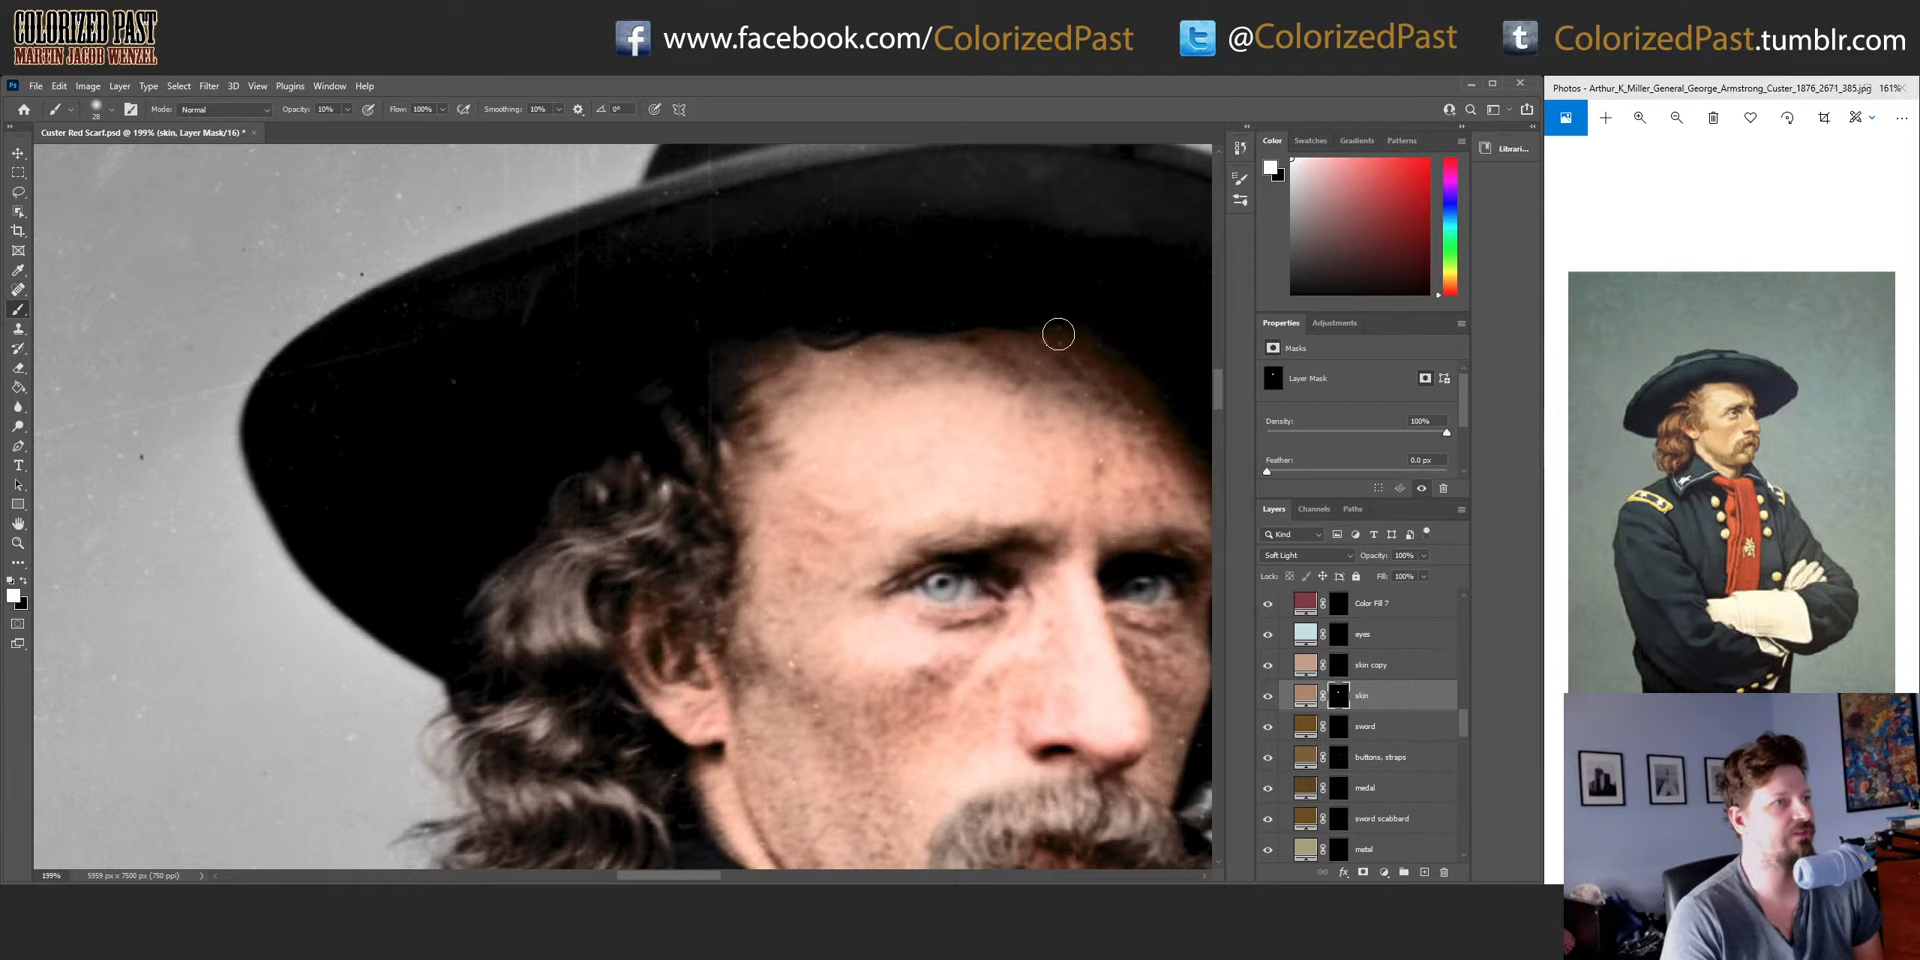 COLORIZED PAST
MARTIN JACOB WENZEL
www.facebook.com/ColorizedPast
@ColorizedPast
ColorizedPast.tumblr.com
Ps File Edit Image Layer Type Select Filter 3D View Plugins Window Help
Photos - Arthur_K_Miller_General_George_Armstrong_Custer_1876_2671_385.jpg 161%
28 Mode: Normal Opacity: 10% Flow: 100% Smoothing: 10% 0°
Custer Red Scarf.psd @ 199% (skin, Layer Mask/16) *
Color Swatches Gradients Patterns
Librari...
Properties Adjustments
Masks
Layer Mask
Density: 100%
Feather: 0.0 px
Layers Channels Paths
Kind
Soft Light Opacity: 100%
Lock: Fill: 100%
Color Fill 7
eyes
skin copy
skin
sword
buttons, straps
medal
sword scabbard
metal
199% 5959 px x 7500 px (750 ppi)